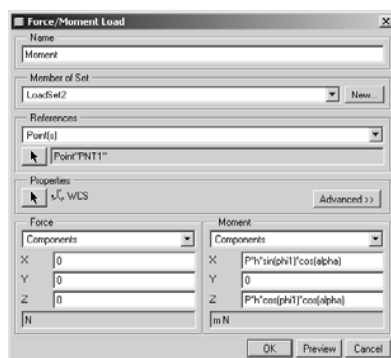 Force/Moment Load
Name
Moment
Member of Set
LoadSet2 New...
References
Point(s)
Point"PNT1"
Properties
WCS Advanced >>
Force Moment
Components Components
X 0 X P*h*sin(phi1)*cos(alpha)
Y 0 Y 0
Z 0 Z P*h*cos(phi1)*cos(alpha)
N m N
OK Preview Cancel